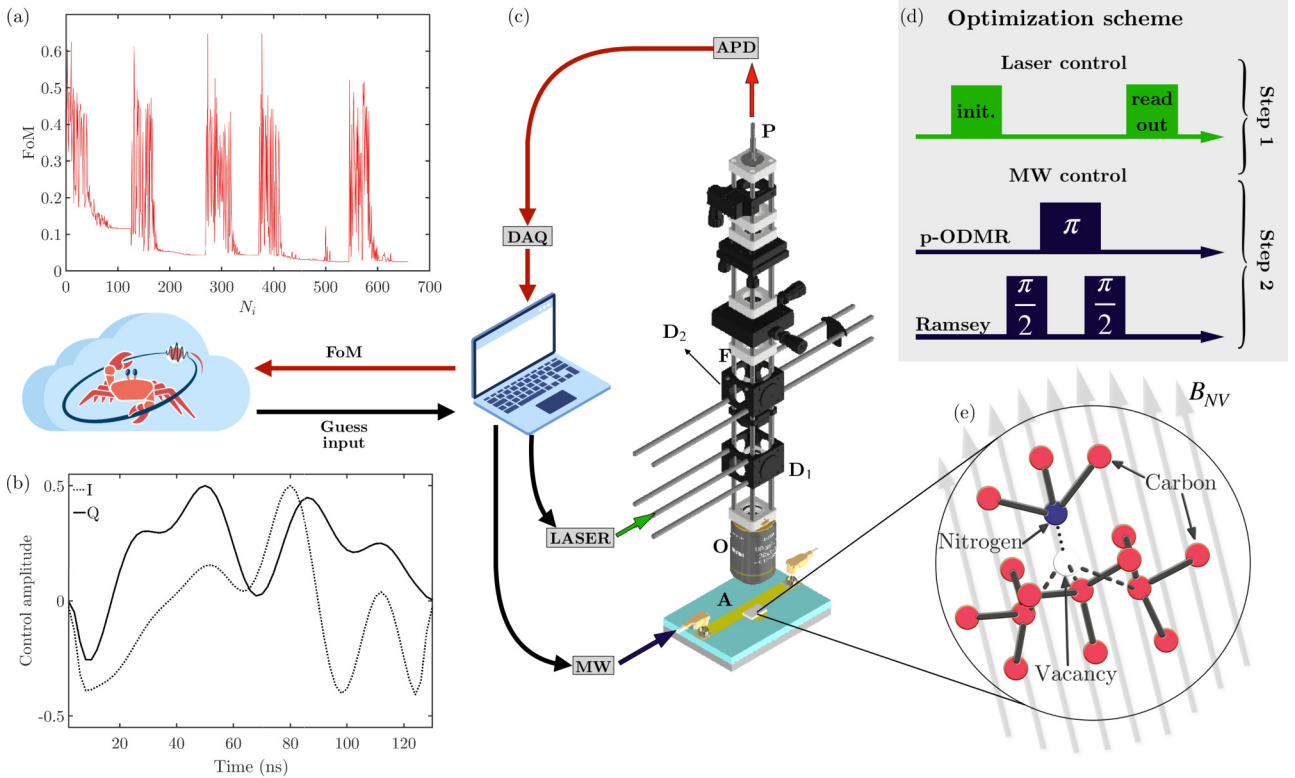 (a)
FoM
0.6
0.5
0.4
0.3
0.2
0.1
0
0
100
200
300
400
500
600
700
N_i
FoM
Guess
input
(b)
I
Q
Control amplitude
0.5
0
-0.5
20
40
60
80
100
120
Time (ns)
(c)
APD
DAQ
P
D₂
F
D₁
LASER
O
A
MW
(d)
Optimization scheme
Laser control
init.
read
out
Step 1
MW control
p-ODMR
π
Ramsey
π/2
π/2
Step 2
(e)
B_NV
Carbon
Nitrogen
Vacancy